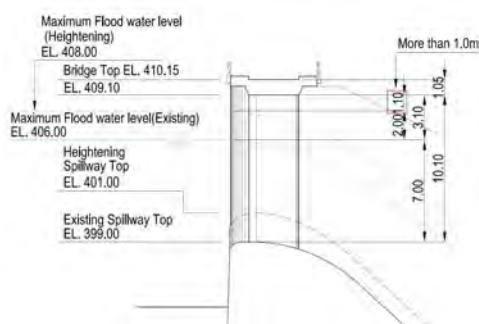 Maximum Flood water level
(Heightening)
EL. 408.00
More than 1.0m
Bridge Top EL. 410.15
EL. 409.10
1.05
1.10
2.00
3.10
Maximum Flood water level(Existing)
EL. 406.00
Heightening
Spillway Top
EL. 401.00
7.00
10.10
Existing Spillway Top
EL. 399.00